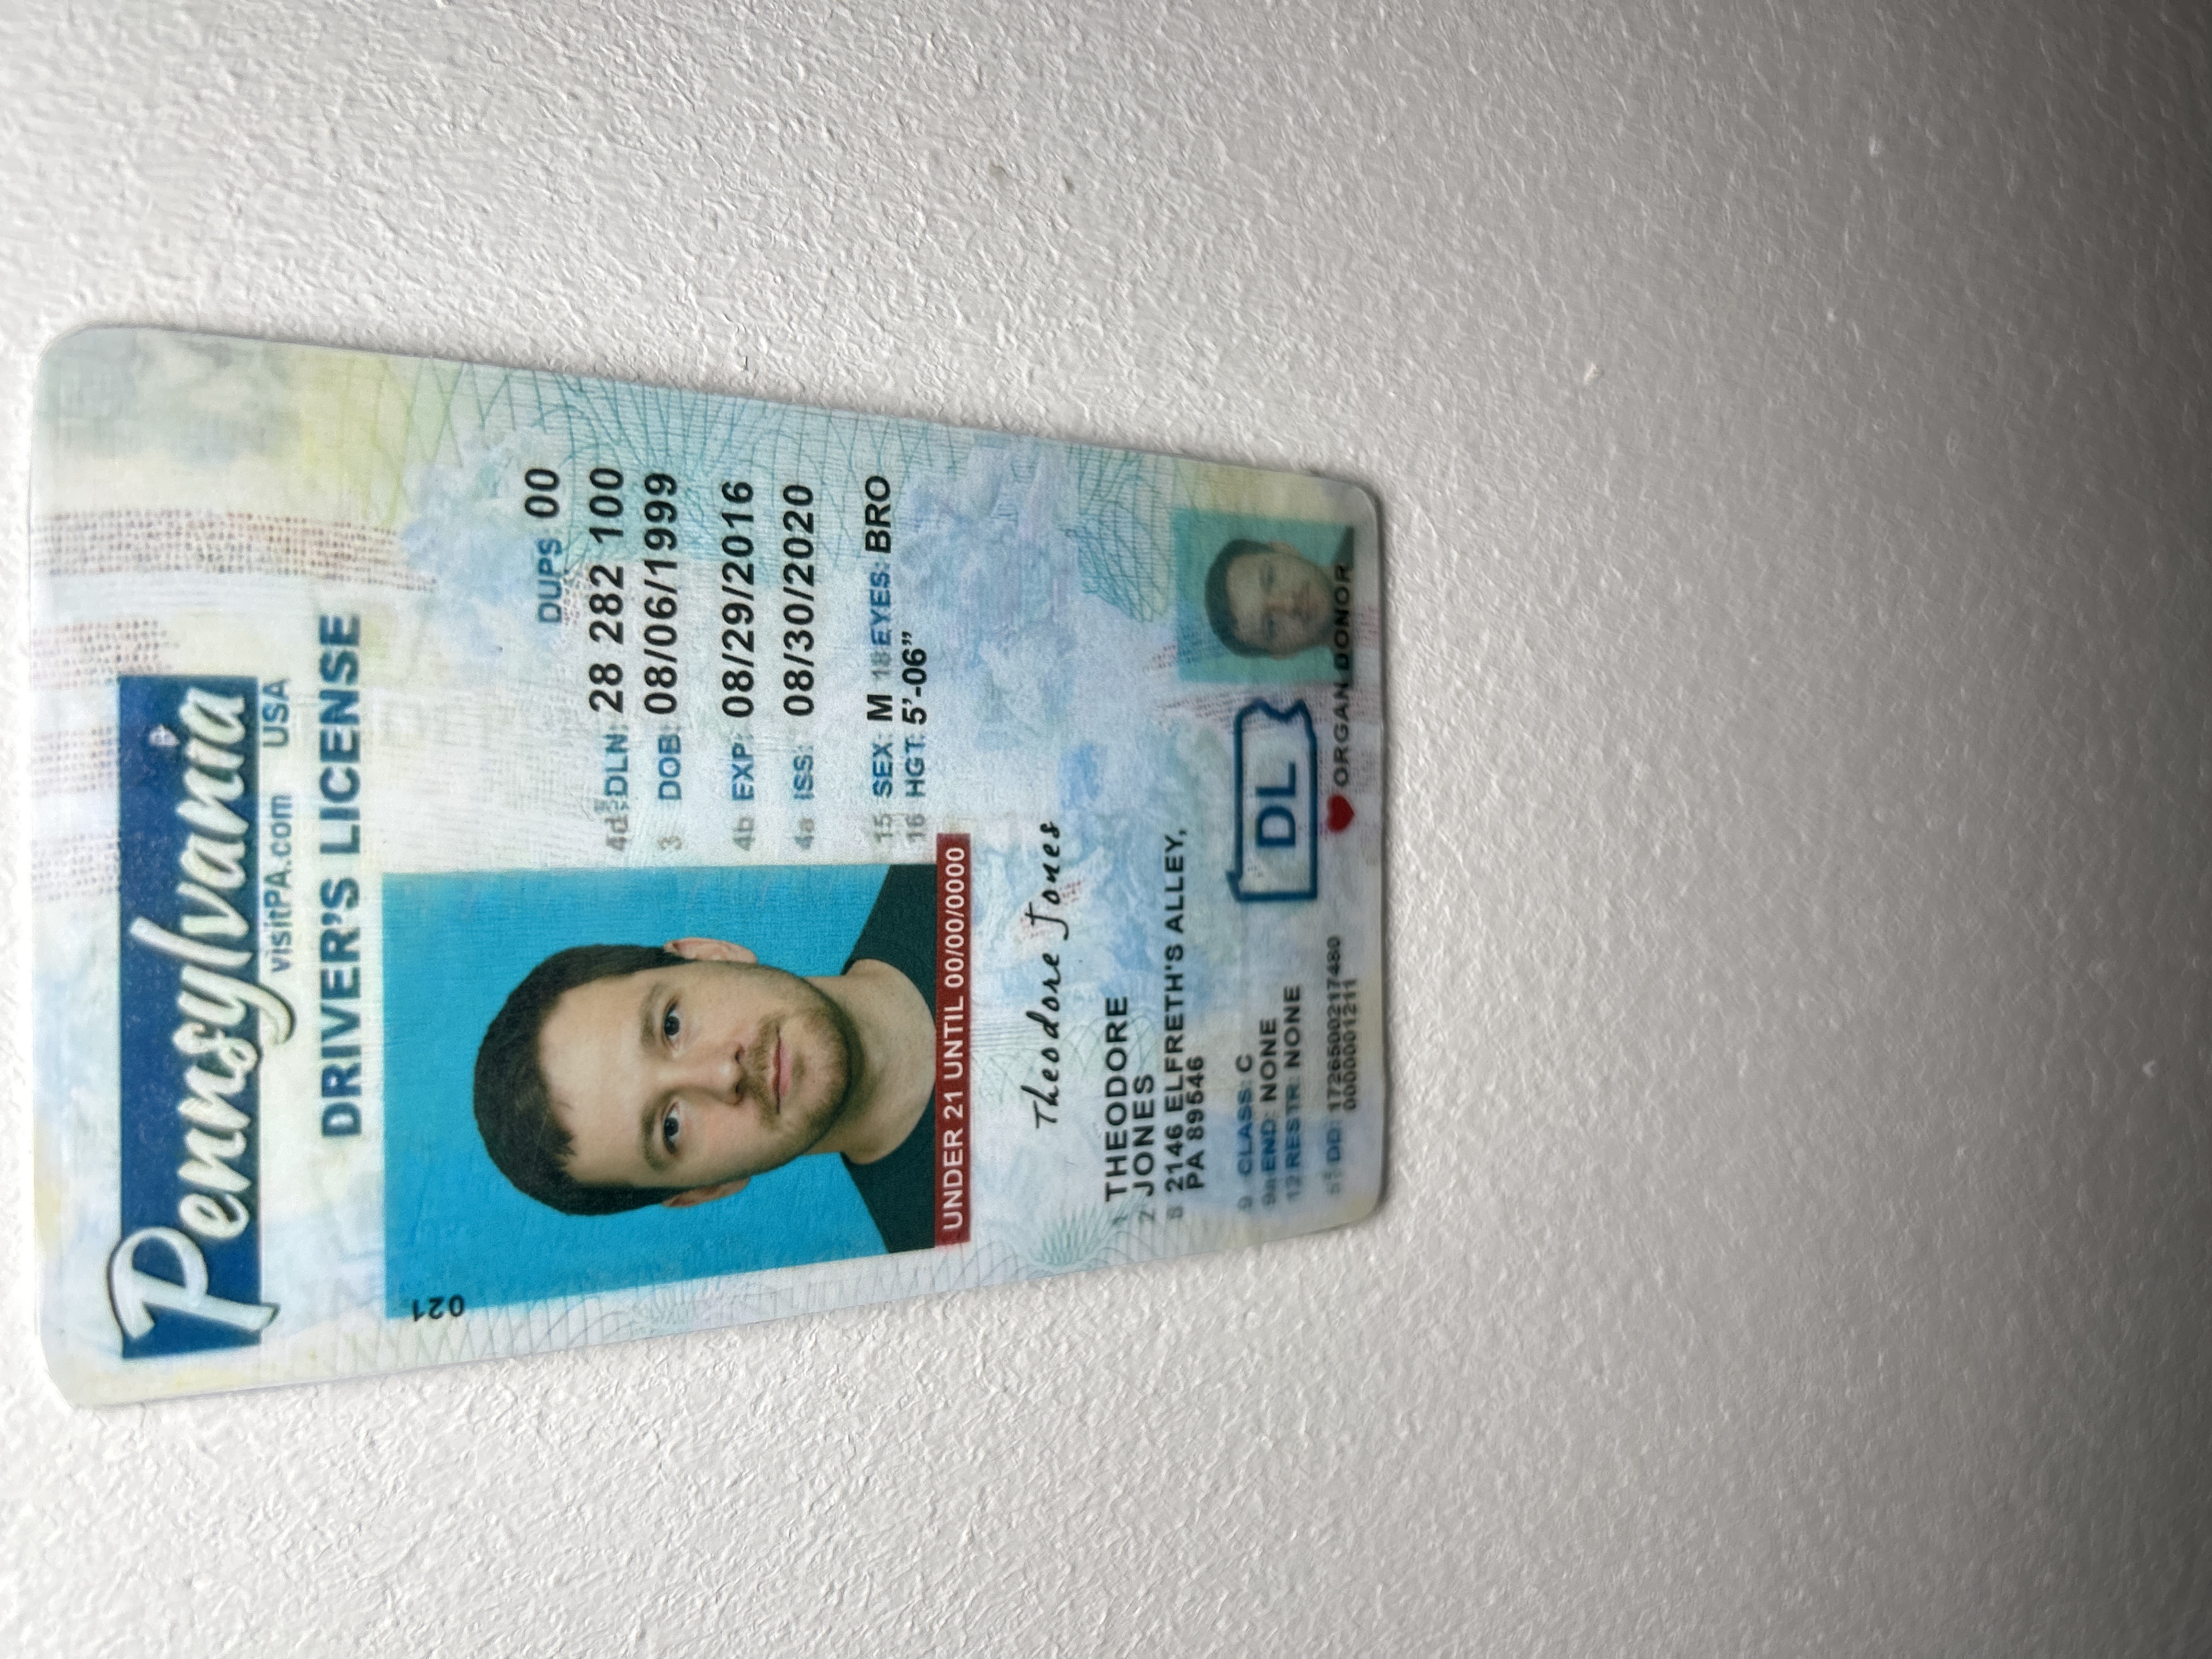 Pennsylvania
visitPA.com USA
DRIVER'S LICENSE
021
DUPS 00
4d DLN: 28 282 100
3 DOB: 08/06/1999
4b EXP: 08/29/2016
4a ISS: 08/30/2020
15 SEX: M 18 EYES: BRO
16 HGT: 5'-06"
UNDER 21 UNTIL 00/00/0000
Theodore Jones
1 THEODORE
2 JONES
8 2146 ELFRETH'S ALLEY,
PA 89546
9 CLASS: C
9a END: NONE
12 RESTR: NONE
DL
5 DD: 1726500217480
0000001211
ORGAN DONOR